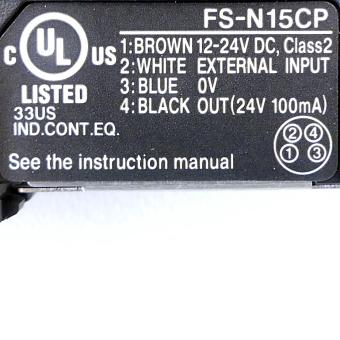 FS-N15CP
C UL US
LISTED
33US
IND.CONT.EQ.
1:BROWN 12-24V DC, Class2
2:WHITE EXTERNAL INPUT
3:BLUE 0V
4:BLACK OUT(24V 100mA)
2 4
1 3
See the instruction manual